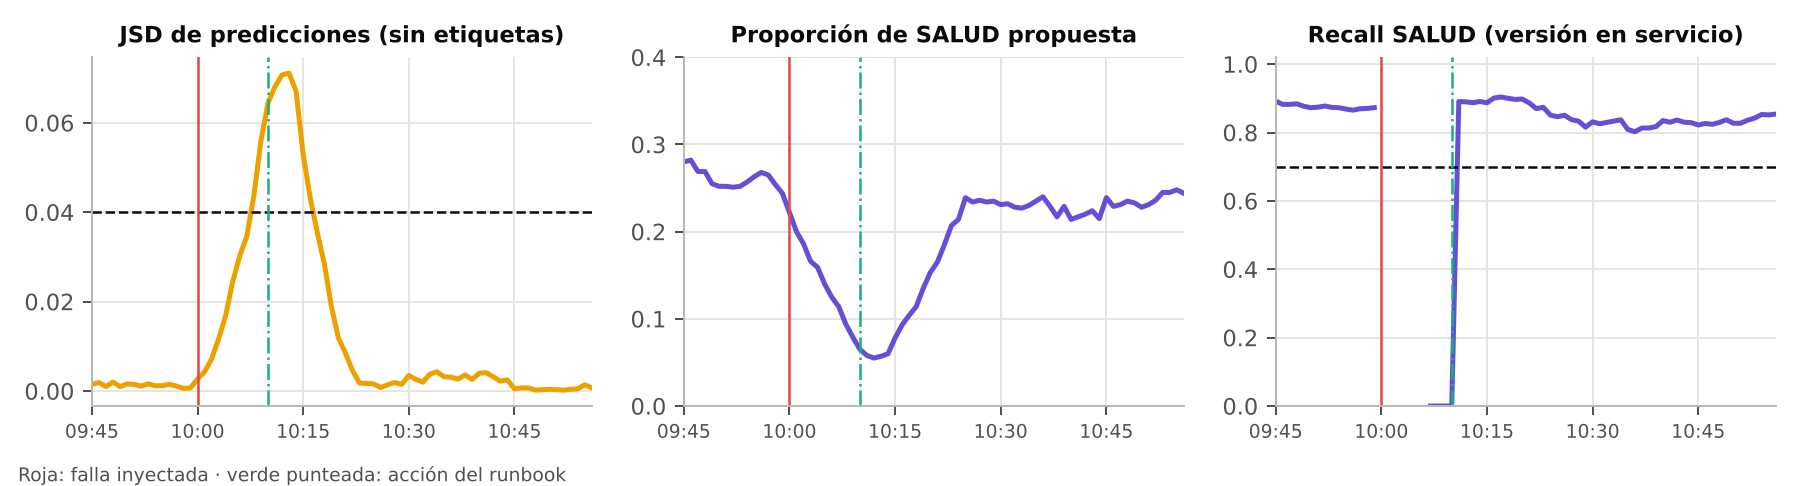 JSD de predicciones (sin etiquetas)
0.06
0.04
0.02
0.00
09:45 10:00 10:15 10:30 10:45
Proporción de SALUD propuesta
0.4
0.3
0.2
0.1
0.0
09:45 10:00 10:15 10:30 10:45
Recall SALUD (versión en servicio)
1.0
0.8
0.6
0.4
0.2
0.0
09:45 10:00 10:15 10:30 10:45
Roja: falla inyectada · verde punteada: acción del runbook